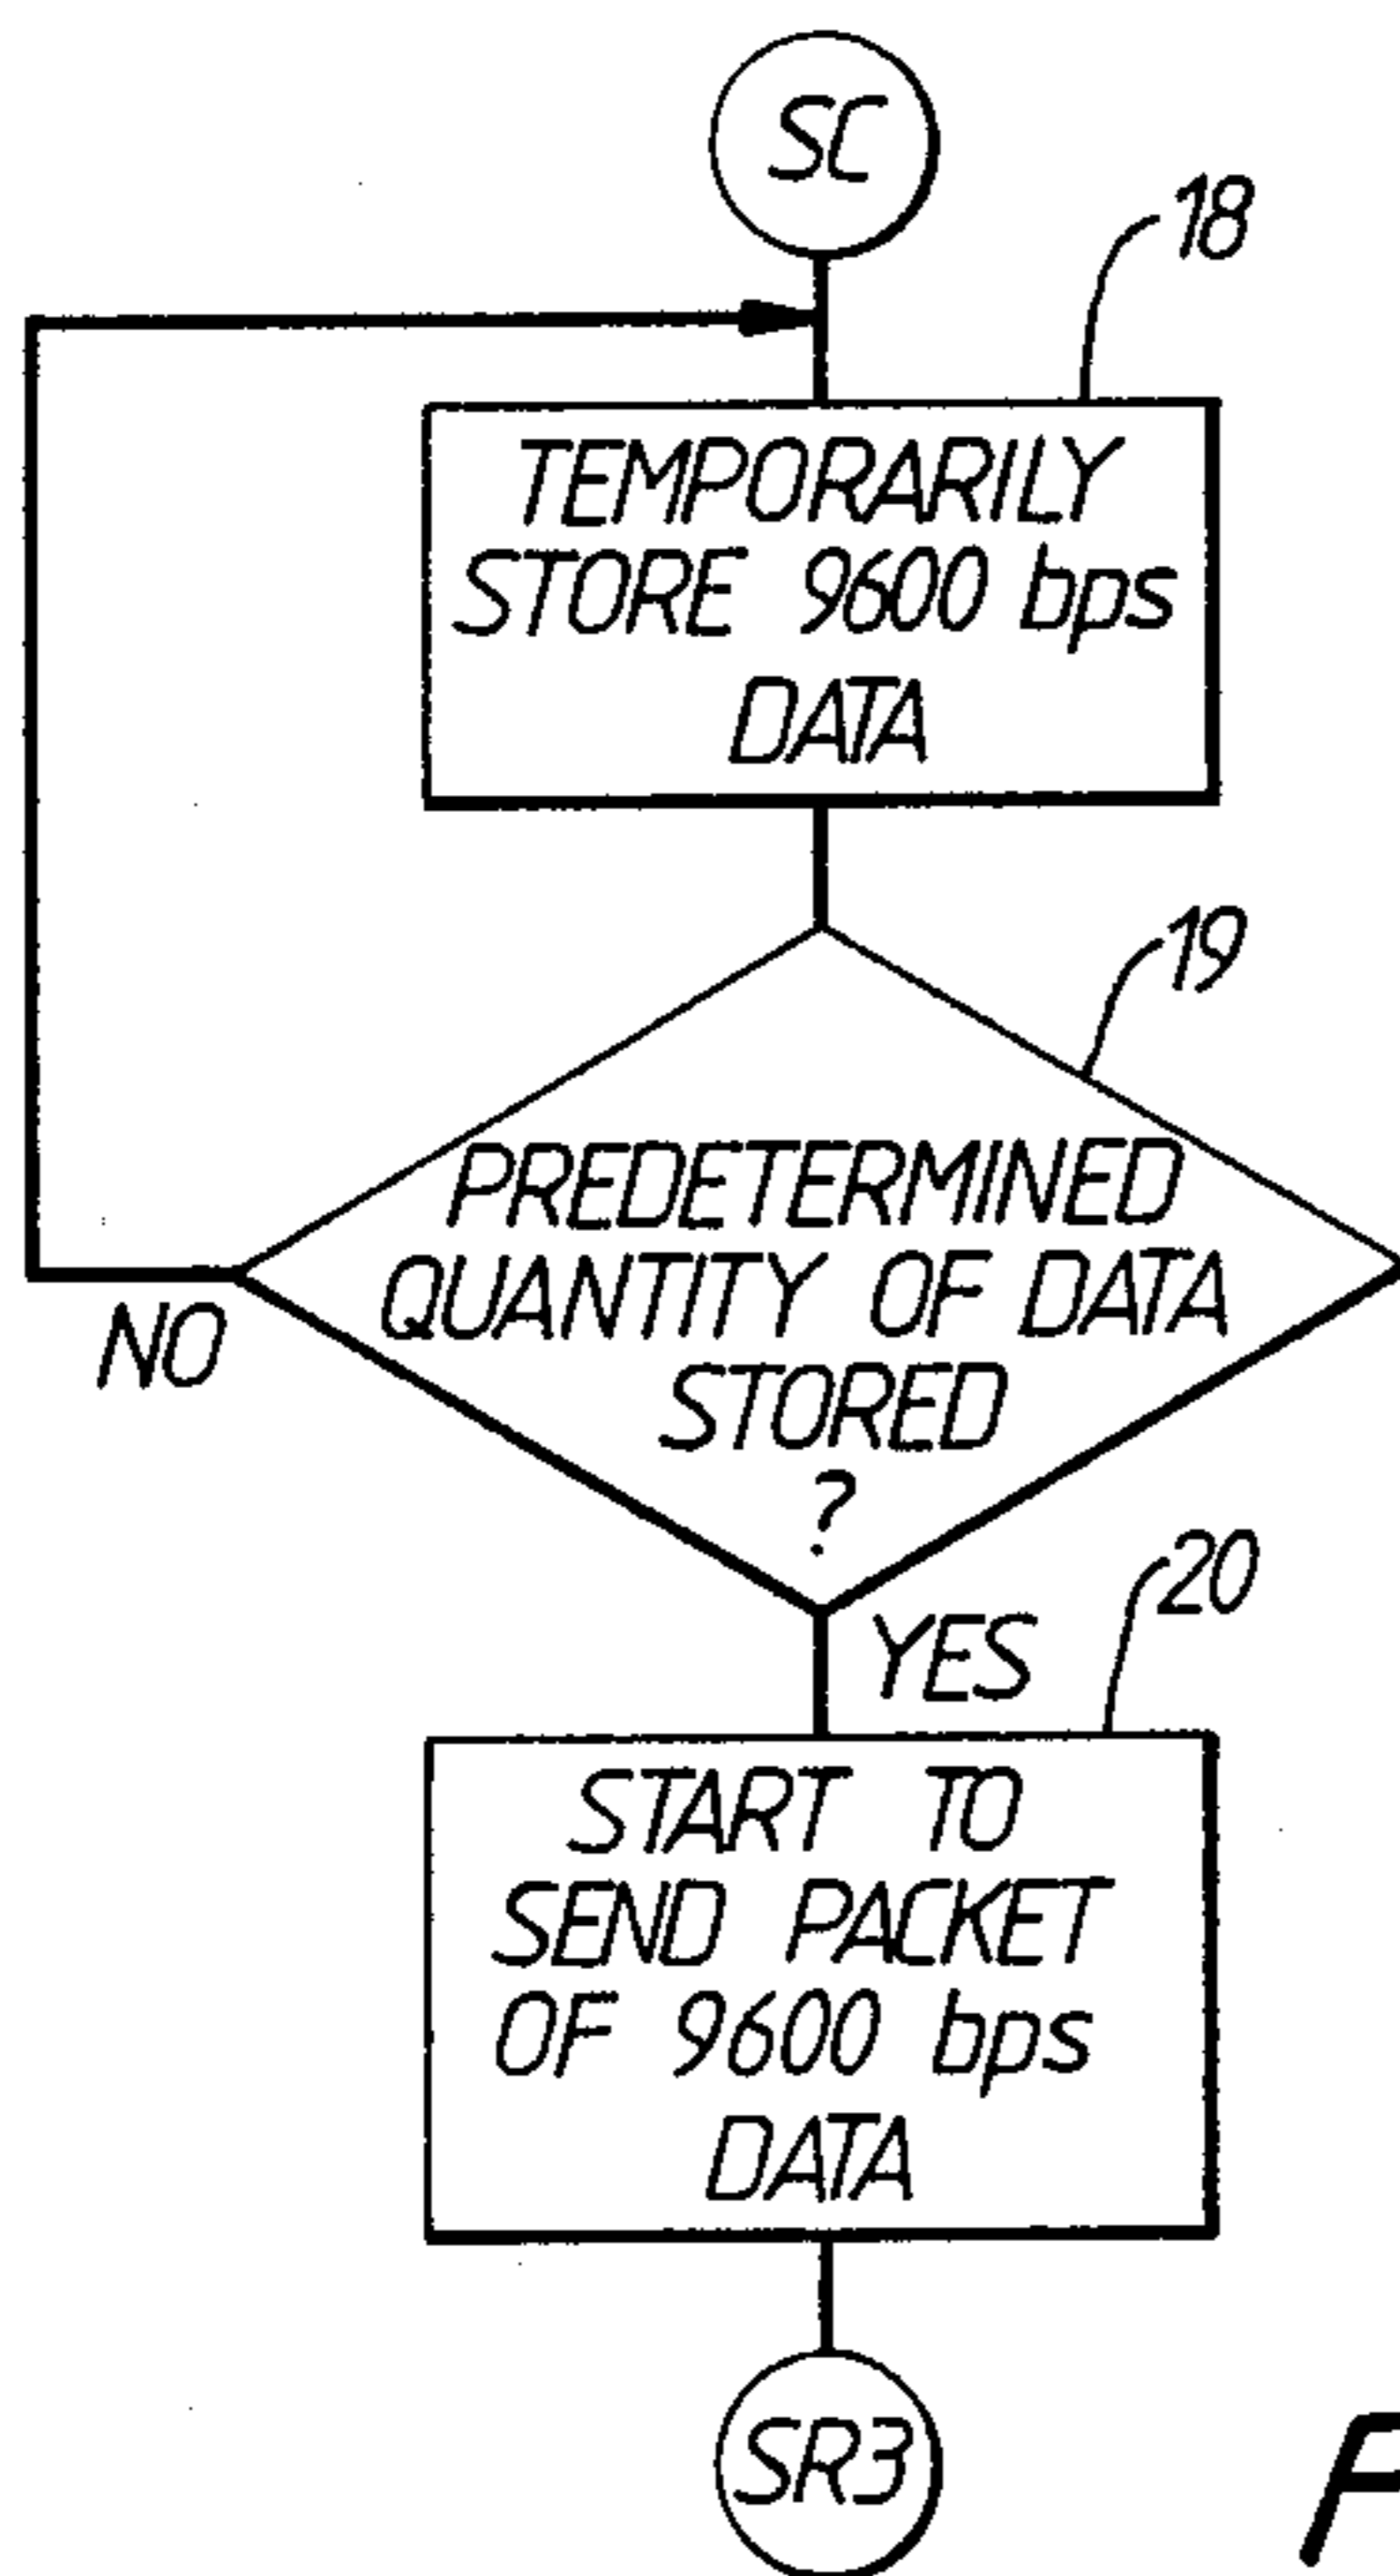 SC
18
TEMPORARILY
STORE 9600 bps
DATA
19
PREDETERMINED
QUANTITY OF DATA
STORED
?
NO
YES
20
START TO
SEND PACKET
OF 9600 bps
DATA
SR3